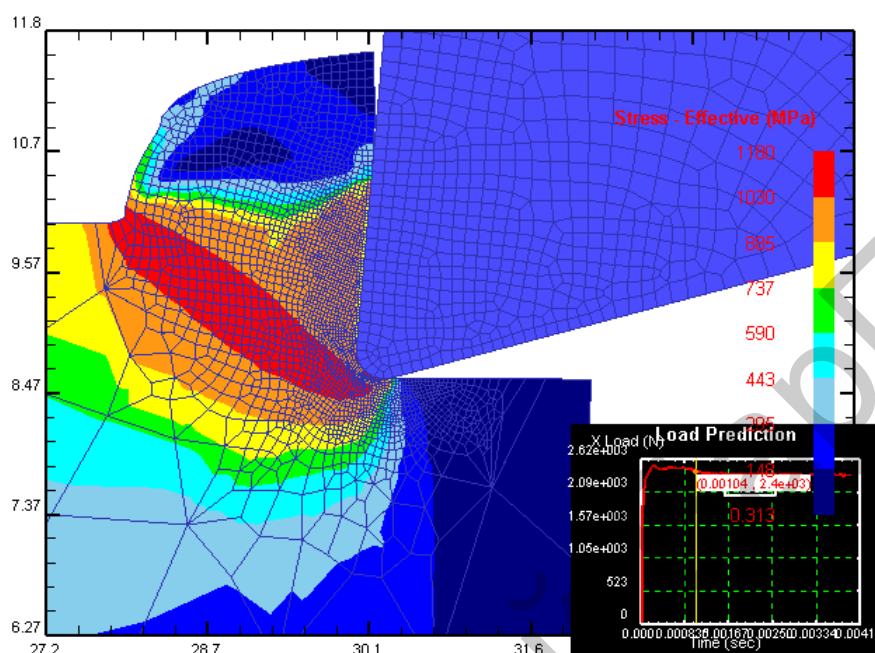 11.8
10.7
9.57
8.47
7.37
6.27
27.2 28.7 30.1 31.6
Stress - Effective (MPa)
1180
1030
885
737
590
443
295
148
0.313
Load Prediction
X Load (N)
2.62e+003
2.09e+003
1.57e+003
1.05e+003
523
0
(0.00104 , 2.4e+03)
0.000 0.000835 0.00167 0.00250 0.00334 0.0041
Time (sec)